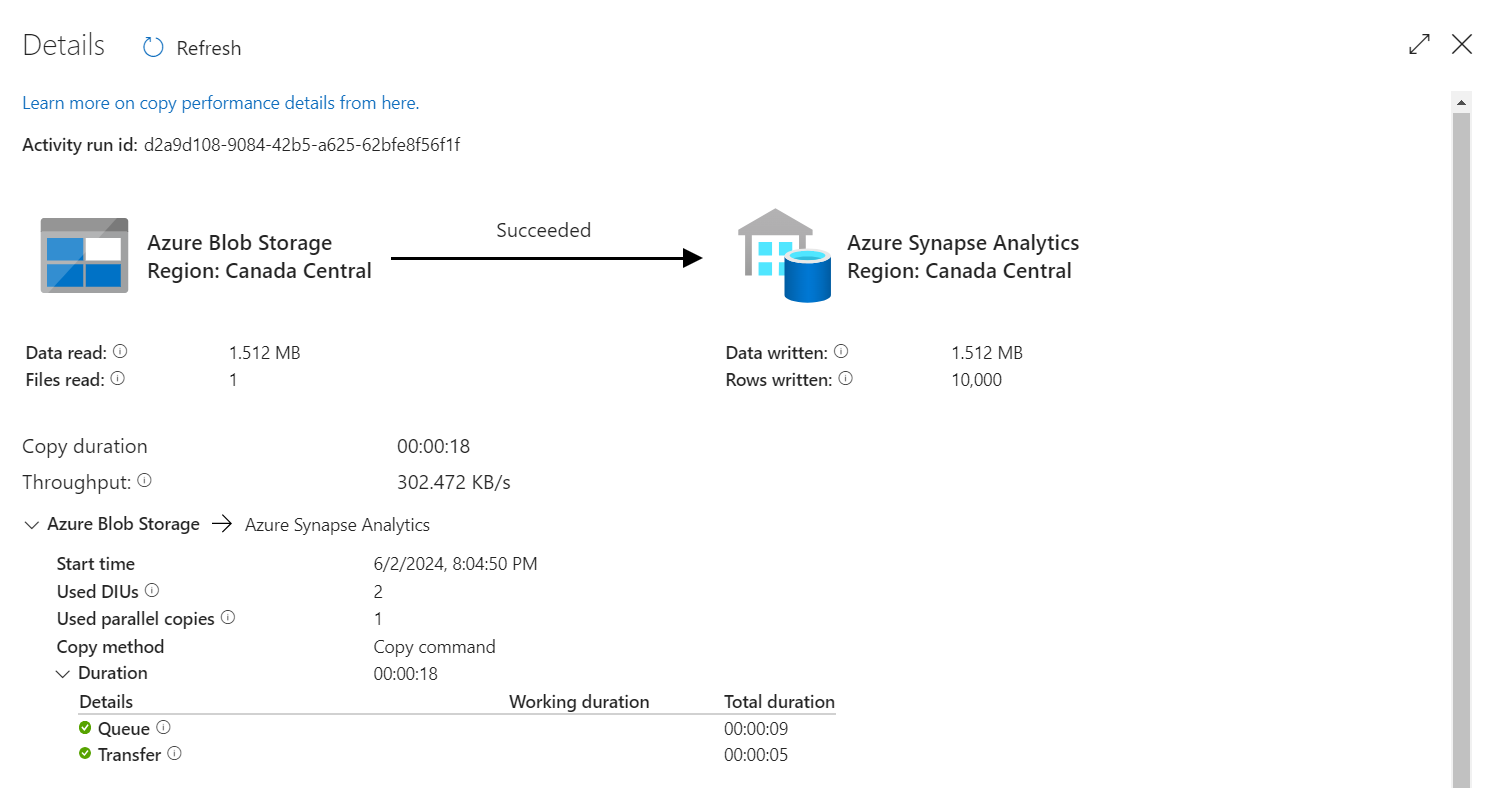 Details Refresh
Learn more on copy performance details from here.
Activity run id: d2a9d108-9084-42b5-a625-62bfe8f56f1f
Succeeded
Azure Blob Storage
Region: Canada Central
Azure Synapse Analytics
Region: Canada Central
Data read: 1.512 MB
Files read: 1
Data written: 1.512 MB
Rows written: 10,000
Copy duration 00:00:18
Throughput: 302.472 KB/s
Azure Blob Storage → Azure Synapse Analytics
Start time 6/2/2024, 8:04:50 PM
Used DIUs 2
Used parallel copies 1
Copy method Copy command
Duration 00:00:18
Details Working duration Total duration
Queue 00:00:09
Transfer 00:00:05